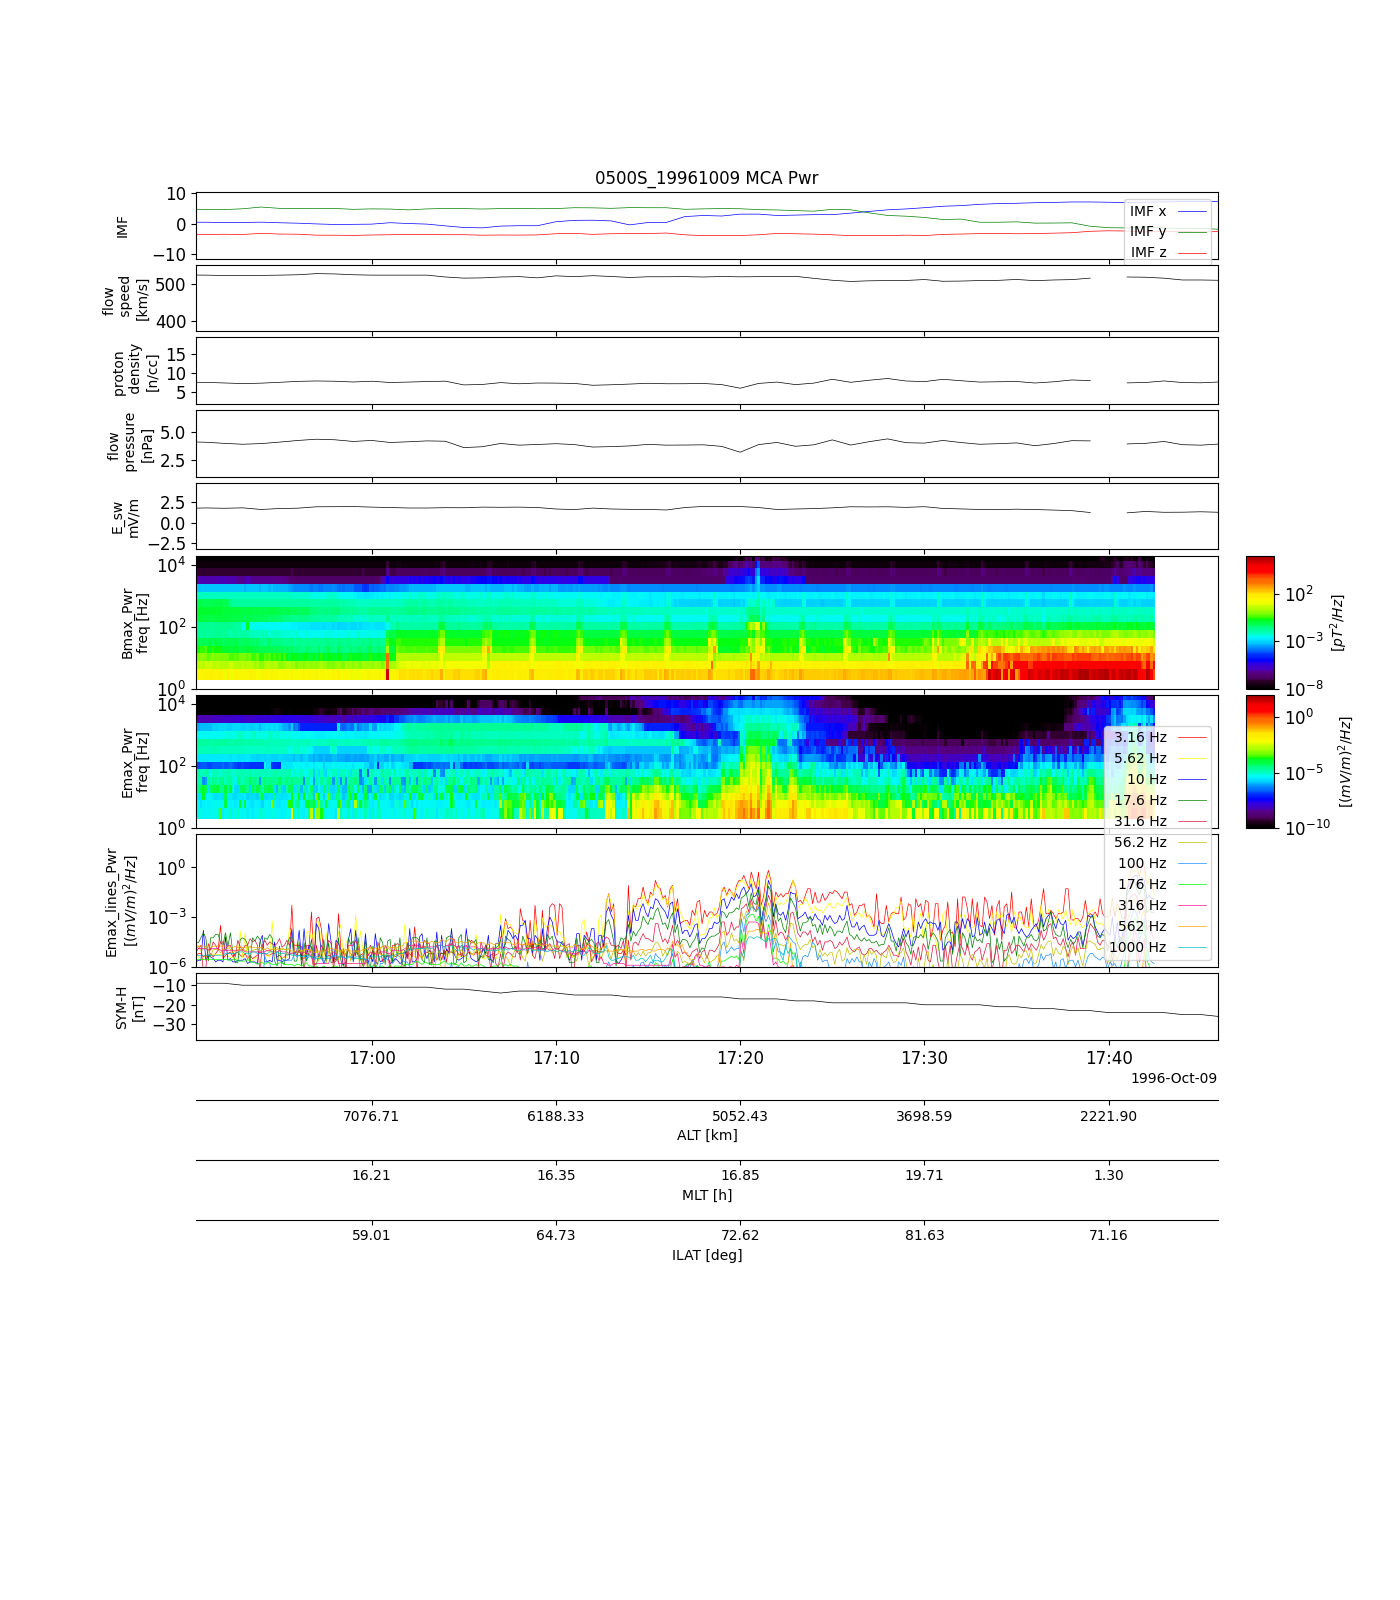 0500S_19961009 MCA Pwr
IMF
10
0
−10
IMF x
IMF y
IMF z
flow
speed
[km/s]
500
400
proton
density
[n/cc]
15
10
5
flow
pressure
[nPa]
5.0
2.5
E_sw
mV/m
2.5
0.0
−2.5
Bmax_Pwr
freq [Hz]
10^4
10^2
10^0
10^2
10^−3
10^−8
[pT^2/Hz]
Emax_Pwr
freq [Hz]
10^4
10^2
10^0
10^0
10^−5
10^−10
[(mV/m)^2/Hz]
3.16 Hz
5.62 Hz
10 Hz
17.6 Hz
31.6 Hz
56.2 Hz
100 Hz
176 Hz
316 Hz
562 Hz
1000 Hz
Emax_lines_Pwr
[(mV/m)^2/Hz]
10^0
10^−3
10^−6
SYM-H
[nT]
−10
−20
−30
17:00 17:10 17:20 17:30 17:40
1996-Oct-09
7076.71 6188.33 5052.43 3698.59 2221.90
ALT [km]
16.21 16.35 16.85 19.71 1.30
MLT [h]
59.01 64.73 72.62 81.63 71.16
ILAT [deg]